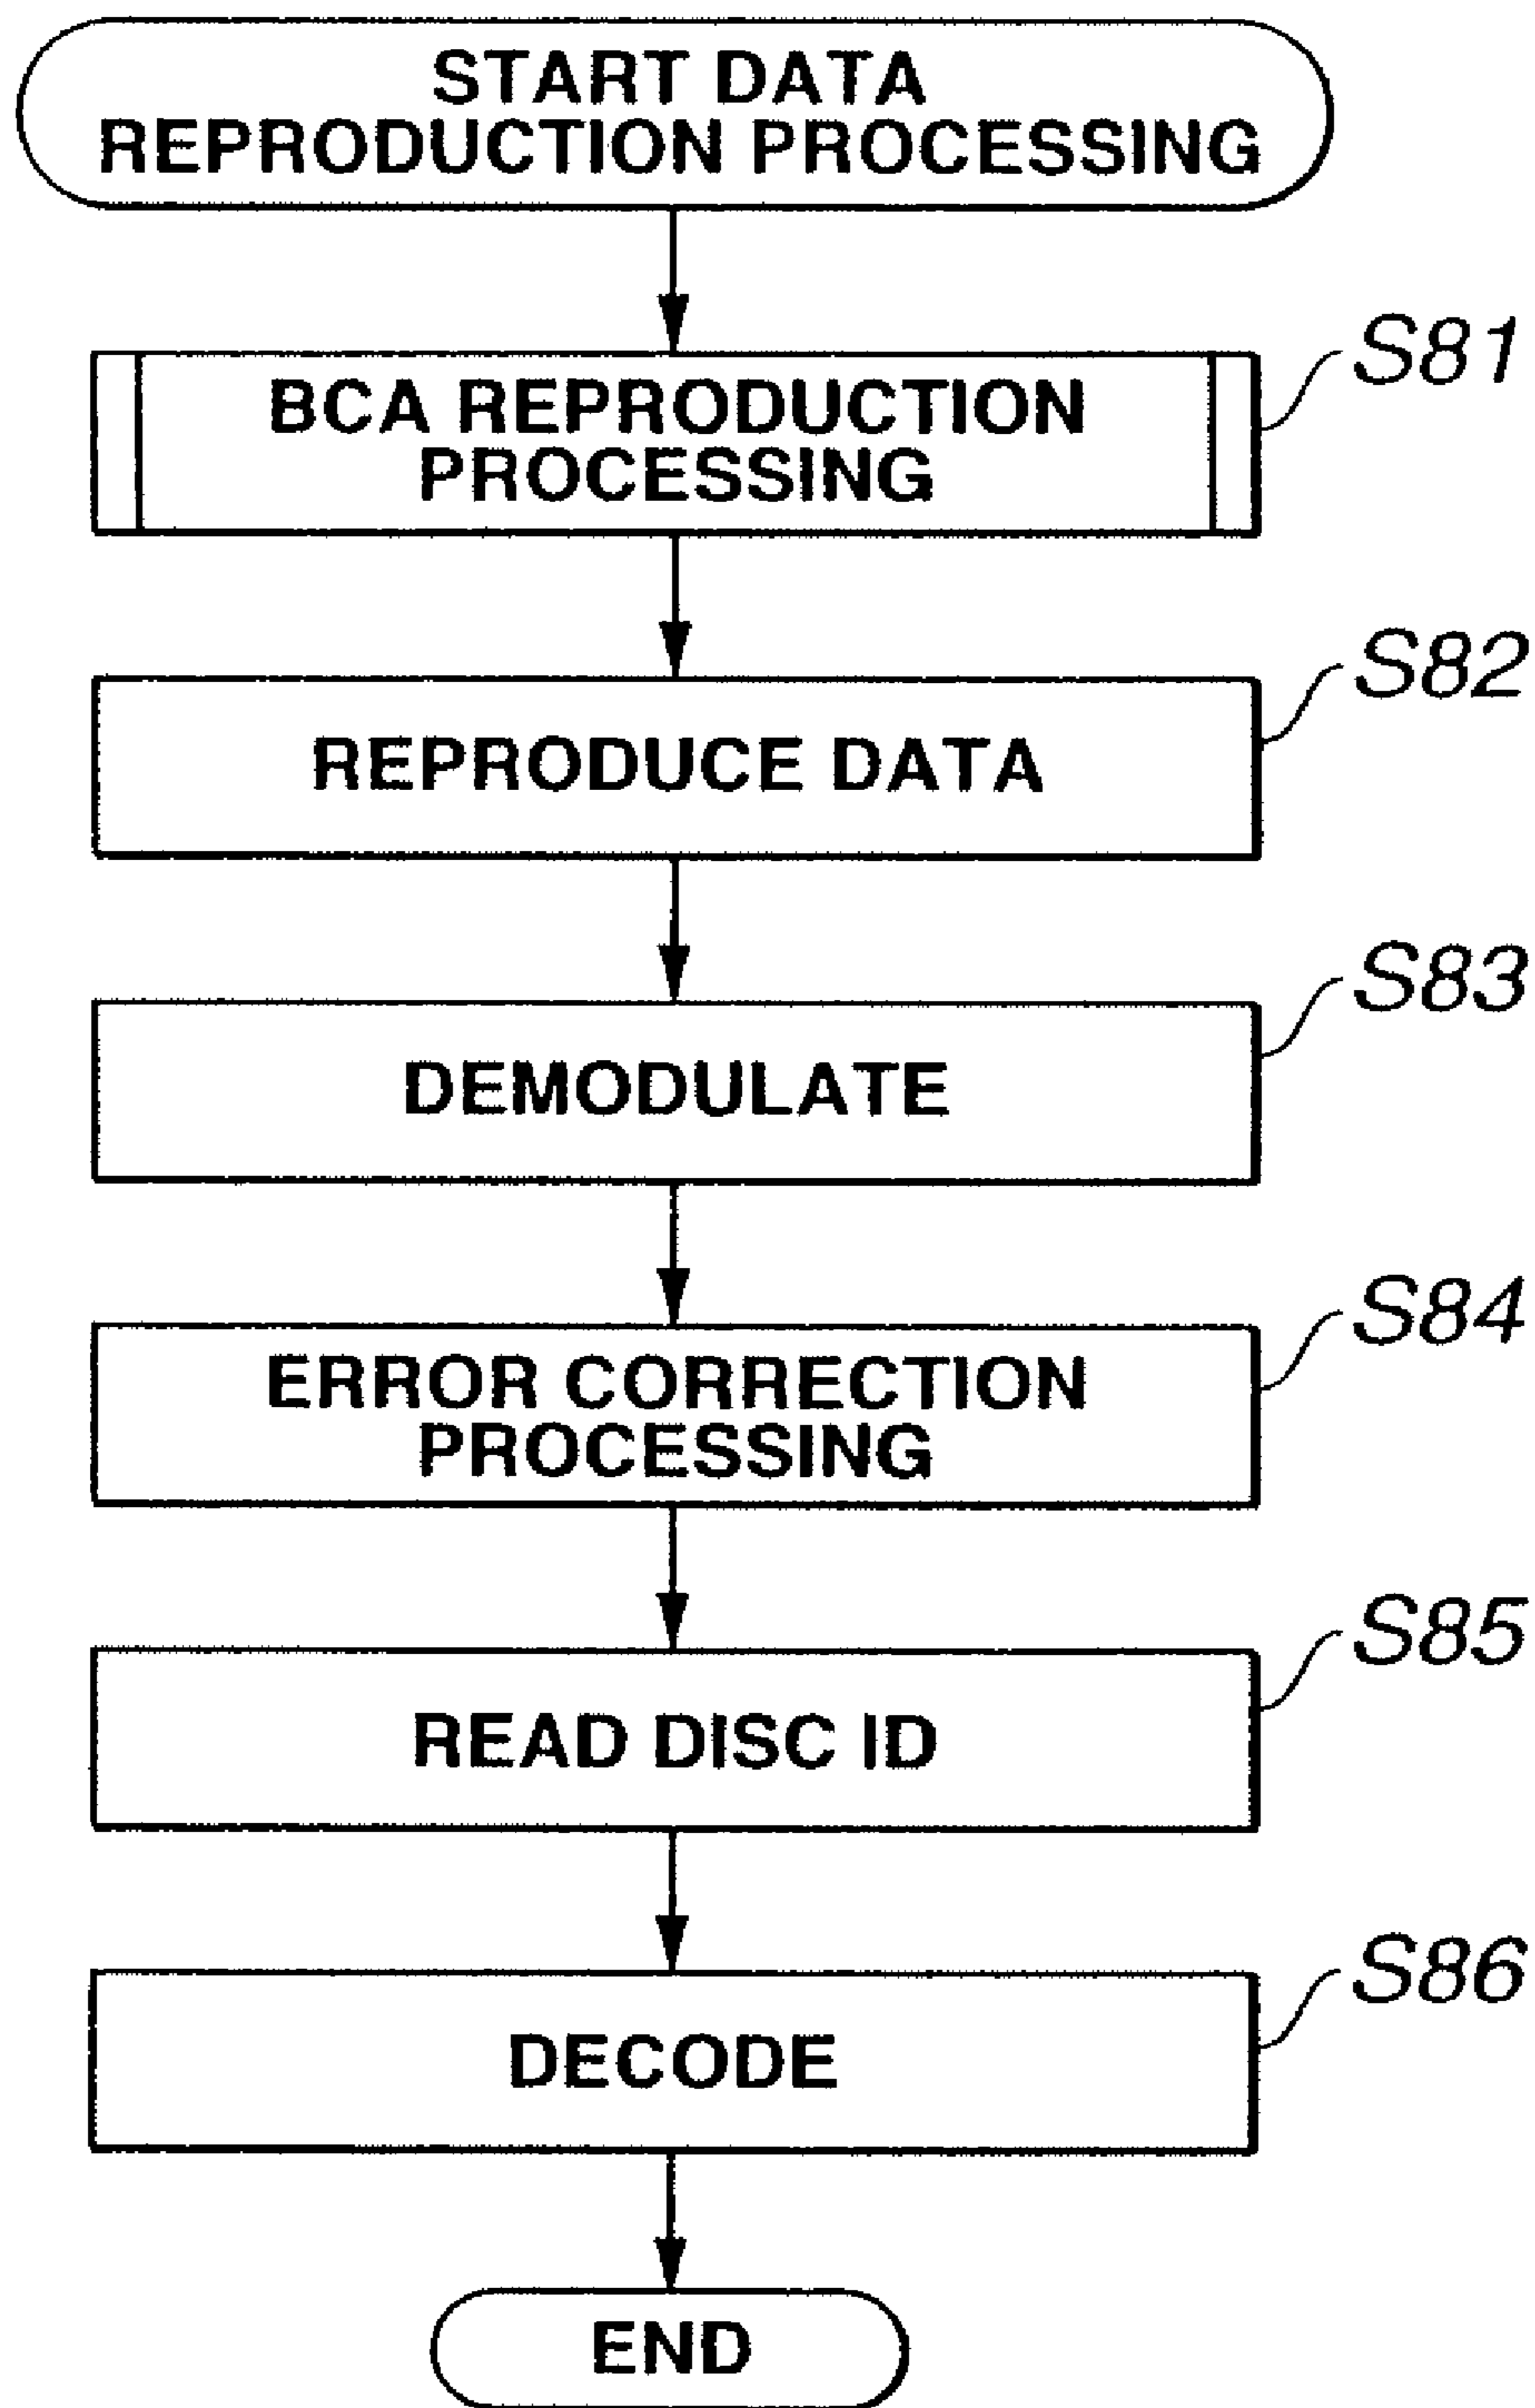 START DATA
REPRODUCTION PROCESSING
BCA REPRODUCTION
PROCESSING
S81
REPRODUCE DATA
S82
DEMODULATE
S83
ERROR CORRECTION
PROCESSING
S84
READ DISC ID
S85
DECODE
S86
END